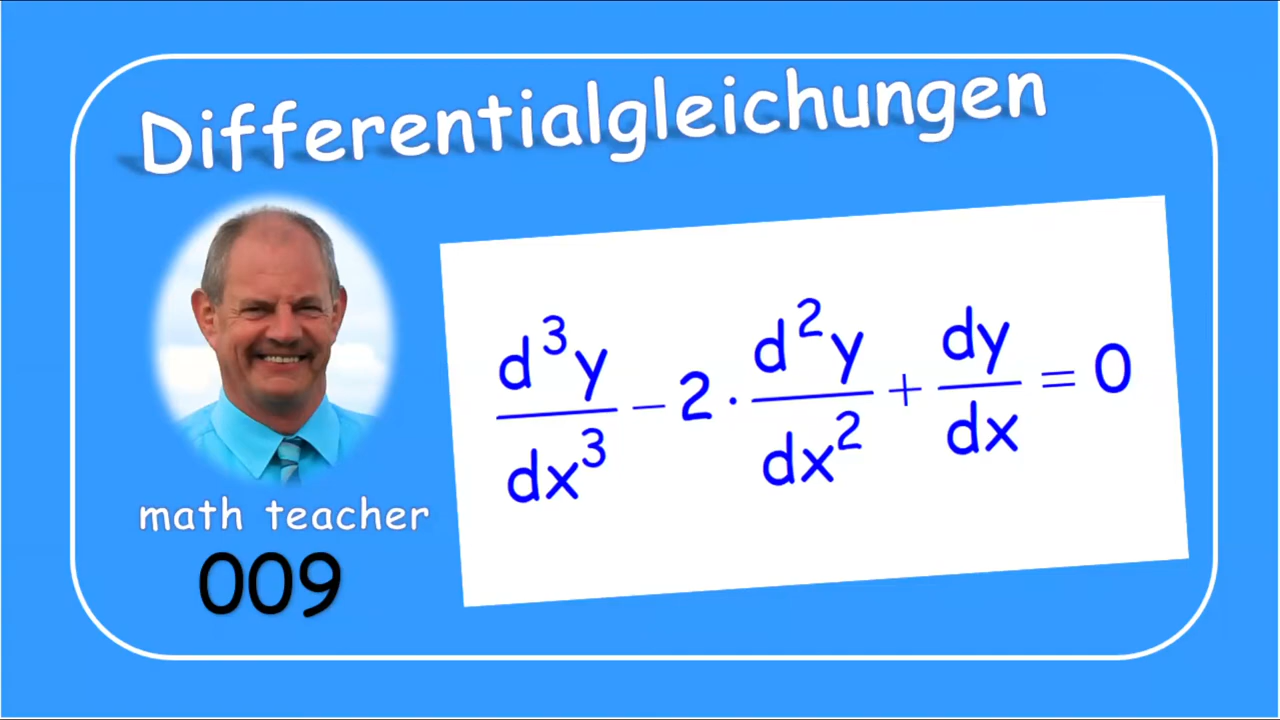 Differentialgleichungen
d³y/dx³ − 2 · d²y/dx² + dy/dx = 0
math teacher
009